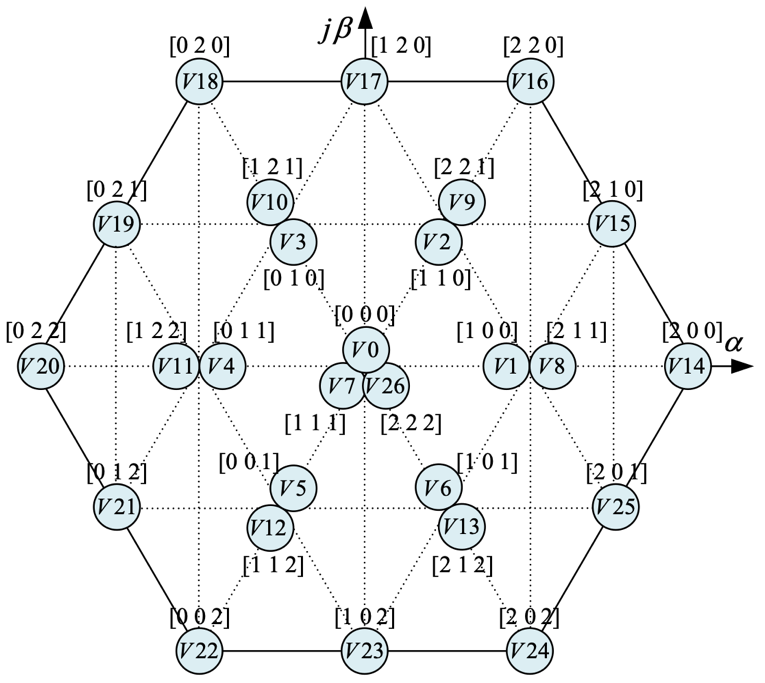 jβ
[0 2 0] [1 2 0] [2 2 0]
V18 V17 V16
[1 2 1] [2 2 1]
[0 2 1] V10 V9 [2 1 0]
V19 V3 V2 V15
[0 1 0] [1 1 0]
[0 0 0]
[0 2 2] [1 2 2] [0 1 1] [1 0 0] [2 1 1] [2 0 0] α
V0
V20 V11 V4 V1 V8 V14
V7 V26
[1 1 1] [2 2 2]
[0 0 1] [1 0 1]
[0 1 2] V5 V6 [2 0 1]
V21 V12 V13 V25
[1 1 2] [2 1 2]
[0 0 2] [1 0 2] [2 0 2]
V22 V23 V24